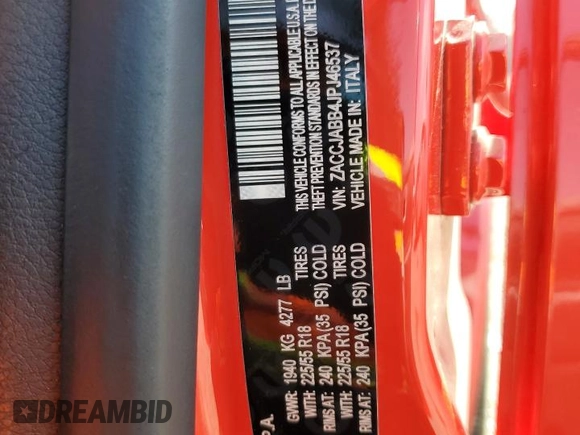 THIS VEHICLE CONFORMS TO ALL APPLICABLE U.S.A.
THEFT PREVENTION STANDARDS IN EFFECT ON THE
VIN: ZACCJABB4JPJ46537
VEHICLE MADE IN: ITALY
P.A.
GVWR: 1940 KG 4277 LB
WITH: 225/55 R18 TIRES
RIMS AT: 240 KPA (35 PSI) COLD
WITH: 225/55 R18 TIRES
RIMS AT: 240 KPA (35 PSI) COLD
DREAMBID